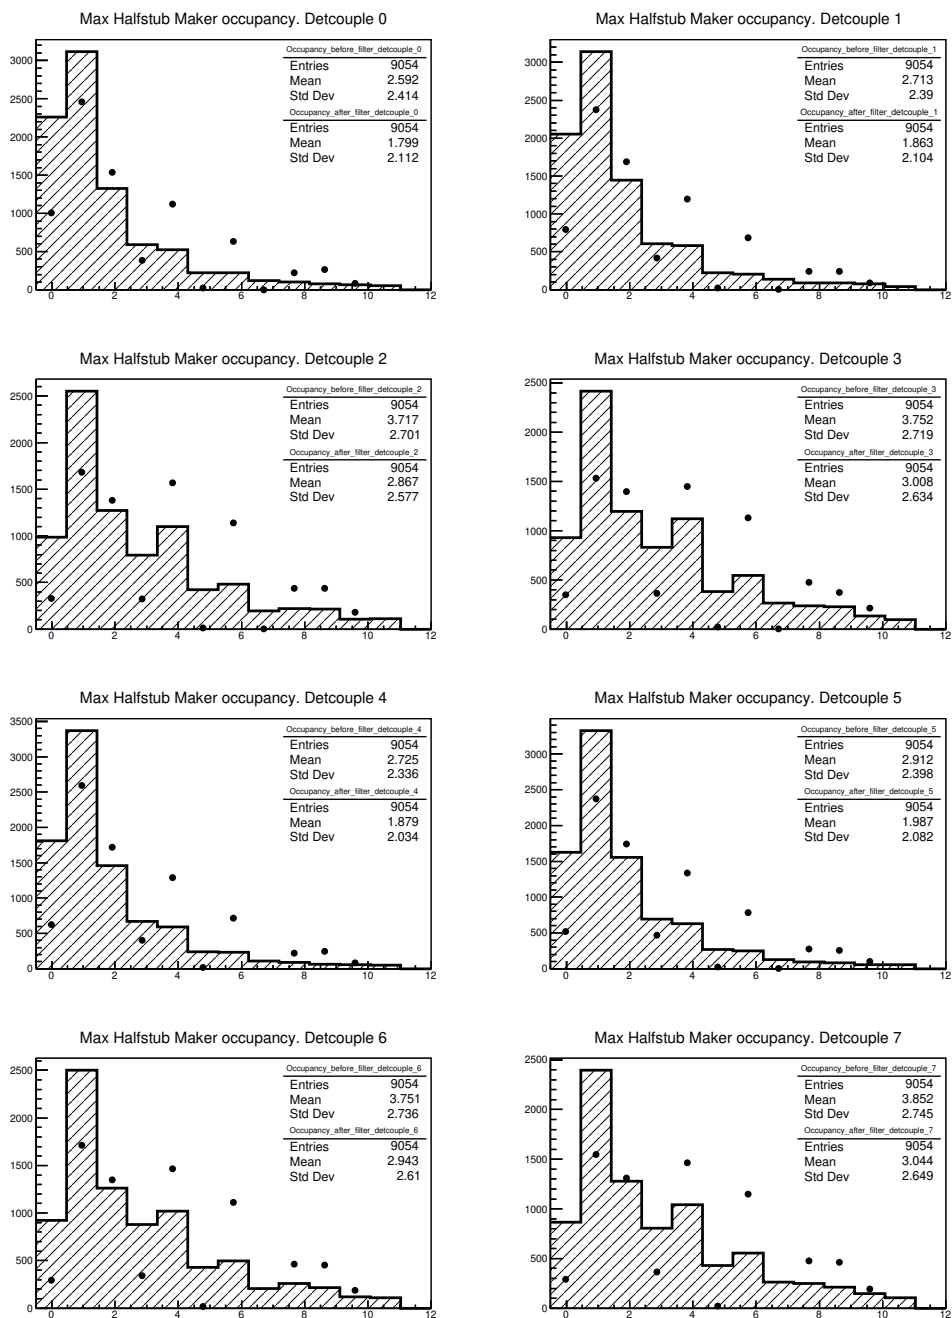 Max Halfstub Maker occupancy. Detcouple 0
Occupancy_before_filter_detcouple_0
Entries 9054
Mean 2.592
Std Dev 2.414
Occupancy_after_filter_detcouple_0
Entries 9054
Mean 1.799
Std Dev 2.112
3000
2500
2000
1500
1000
500
0
0 2 4 6 8 10 12
Max Halfstub Maker occupancy. Detcouple 1
Occupancy_before_filter_detcouple_1
Entries 9054
Mean 2.713
Std Dev 2.39
Occupancy_after_filter_detcouple_1
Entries 9054
Mean 1.863
Std Dev 2.104
3000
2500
2000
1500
1000
500
0
0 2 4 6 8 10 12
Max Halfstub Maker occupancy. Detcouple 2
Occupancy_before_filter_detcouple_2
Entries 9054
Mean 3.717
Std Dev 2.701
Occupancy_after_filter_detcouple_2
Entries 9054
Mean 2.867
Std Dev 2.577
2500
2000
1500
1000
500
0
0 2 4 6 8 10 12
Max Halfstub Maker occupancy. Detcouple 3
Occupancy_before_filter_detcouple_3
Entries 9054
Mean 3.752
Std Dev 2.719
Occupancy_after_filter_detcouple_3
Entries 9054
Mean 3.008
Std Dev 2.634
2500
2000
1500
1000
500
0
0 2 4 6 8 10 12
Max Halfstub Maker occupancy. Detcouple 4
Occupancy_before_filter_detcouple_4
Entries 9054
Mean 2.725
Std Dev 2.336
Occupancy_after_filter_detcouple_4
Entries 9054
Mean 1.879
Std Dev 2.034
3500
3000
2500
2000
1500
1000
500
0
0 2 4 6 8 10 12
Max Halfstub Maker occupancy. Detcouple 5
Occupancy_before_filter_detcouple_5
Entries 9054
Mean 2.912
Std Dev 2.398
Occupancy_after_filter_detcouple_5
Entries 9054
Mean 1.987
Std Dev 2.082
3000
2500
2000
1500
1000
500
0
0 2 4 6 8 10 12
Max Halfstub Maker occupancy. Detcouple 6
Occupancy_before_filter_detcouple_6
Entries 9054
Mean 3.751
Std Dev 2.736
Occupancy_after_filter_detcouple_6
Entries 9054
Mean 2.943
Std Dev 2.61
2500
2000
1500
1000
500
0
0 2 4 6 8 10 12
Max Halfstub Maker occupancy. Detcouple 7
Occupancy_before_filter_detcouple_7
Entries 9054
Mean 3.852
Std Dev 2.745
Occupancy_after_filter_detcouple_7
Entries 9054
Mean 3.044
Std Dev 2.649
2500
2000
1500
1000
500
0
0 2 4 6 8 10 12